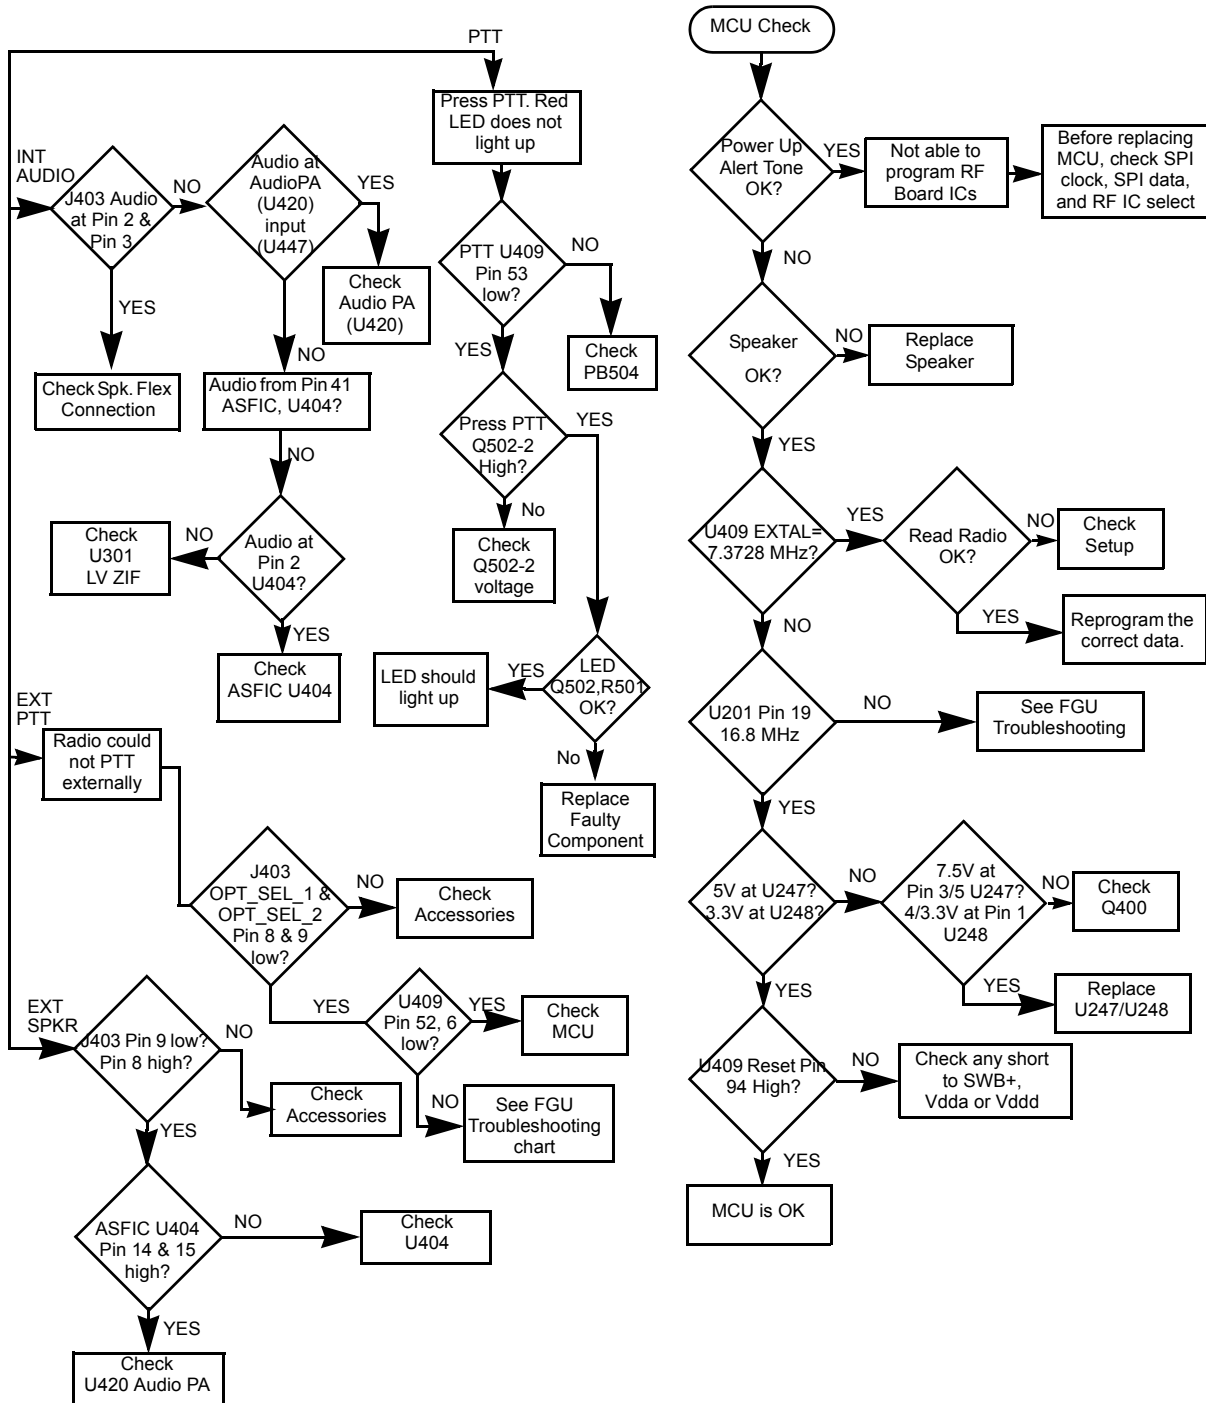 PTT
INT
AUDIO
J403 Audio
at Pin 2 &
Pin 3
NO
YES
Check Spk. Flex
Connection
Audio at
AudioPA
(U420)
input
(U447)
YES
Check
Audio PA
(U420)
NO
Audio from Pin 41
ASFIC, U404?
NO
Audio at
Pin 2
U404?
NO
Check
U301
LV ZIF
YES
Check
ASFIC U404
Press PTT. Red
LED does not
light up
PTT U409
Pin 53
low?
NO
Check
PB504
YES
Press PTT
Q502-2
High?
YES
No
Check
Q502-2
voltage
LED
Q502,R501
OK?
YES
LED should
light up
No
Replace
Faulty
Component
EXT
PTT
Radio could
not PTT
externally
J403
OPT_SEL_1 &
OPT_SEL_2
Pin 8 & 9
low?
NO
Check
Accessories
YES
U409
Pin 52, 6
low?
YES
Check
MCU
NO
See FGU
Troubleshooting
chart
EXT
SPKR
J403 Pin 9 low?
Pin 8 high?
NO
Check
Accessories
YES
ASFIC U404
Pin 14 & 15
high?
NO
Check
U404
YES
Check
U420 Audio PA
MCU Check
Power Up
Alert Tone
OK?
YES
Not able to
program RF
Board ICs
Before replacing
MCU, check SPI
clock, SPI data,
and RF IC select
NO
Speaker
OK?
NO
Replace
Speaker
YES
U409 EXTAL=
7.3728 MHz?
YES
Read Radio
OK?
NO
Check
Setup
YES
Reprogram the
correct data.
NO
U201 Pin 19
16.8 MHz
NO
See FGU
Troubleshooting
YES
5V at U247?
3.3V at U248?
NO
7.5V at
Pin 3/5 U247?
4/3.3V at Pin 1
U248
NO
Check
Q400
YES
Replace
U247/U248
YES
U409 Reset Pin
94 High?
NO
Check any short
to SWB+,
Vdda or Vddd
YES
MCU is OK